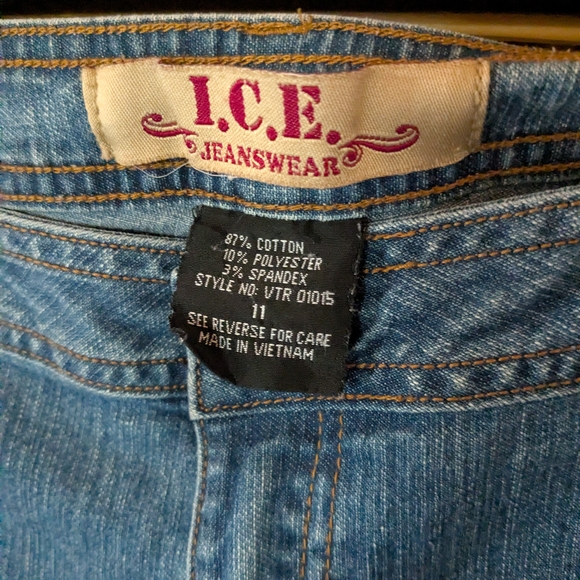 I.C.E.
JEANSWEAR
87% COTTON
10% POLYESTER
3% SPANDEX
STYLE NO: VTR 01015
11
SEE REVERSE FOR CARE
MADE IN VIETNAM